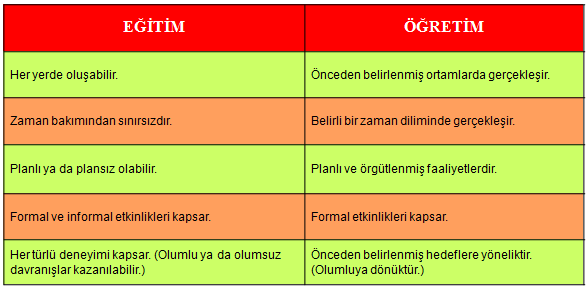 EĞİTİM
ÖĞRETİM
Her yerde oluşabilir.
Önceden belirlenmiş ortamlarda gerçekleşir.
Zaman bakımından sınırsızdır.
Belirli bir zaman diliminde gerçekleşir.
Planlı ya da plansız olabilir.
Planlı ve örgütlenmiş faaliyetlerdir.
Formal ve informal etkinlikleri kapsar.
Formal etkinlikleri kapsar.
Her türlü deneyimi kapsar. (Olumlu ya da olumsuz
davranışlar kazanılabilir.)
Önceden belirlenmiş hedeflere yöneliktir.
(Olumluya dönüktür.)